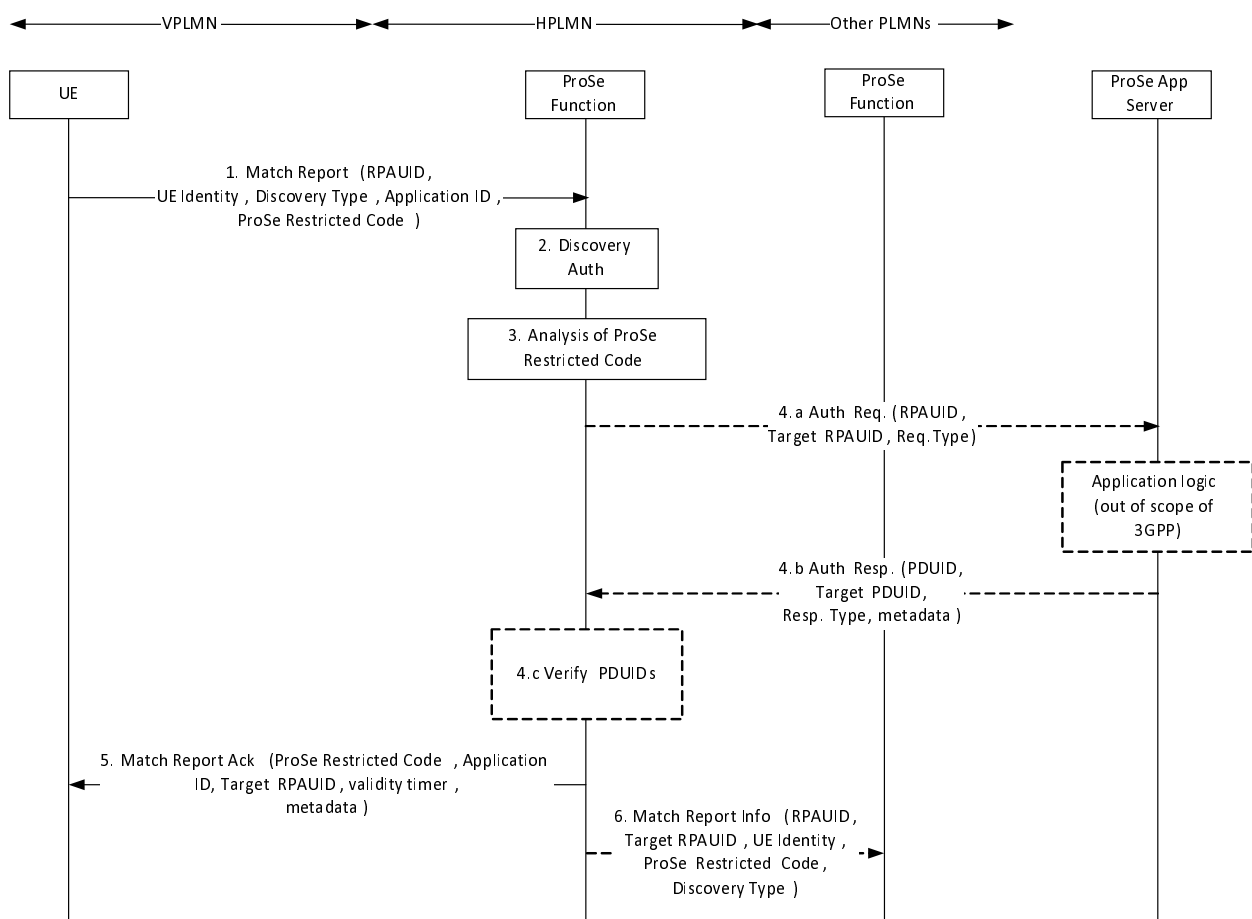 VPLMN
HPLMN
Other PLMNs
UE
ProSe
Function
ProSe
Function
ProSe App
Server
1. Match Report (RPAUID,
UE Identity, Discovery Type, Application ID,
ProSe Restricted Code)
2. Discovery
Auth
3. Analysis of ProSe
Restricted Code
4.a Auth Req. (RPAUID,
Target RPAUID, Req.Type)
Application logic
(out of scope of
3GPP)
4.b Auth Resp. (PDUID,
Target PDUID,
Resp. Type, metadata)
4.c Verify PDUIDs
5. Match Report Ack (ProSe Restricted Code, Application
ID, Target RPAUID, validity timer,
metadata)
6. Match Report Info (RPAUID,
Target RPAUID, UE Identity,
ProSe Restricted Code,
Discovery Type)